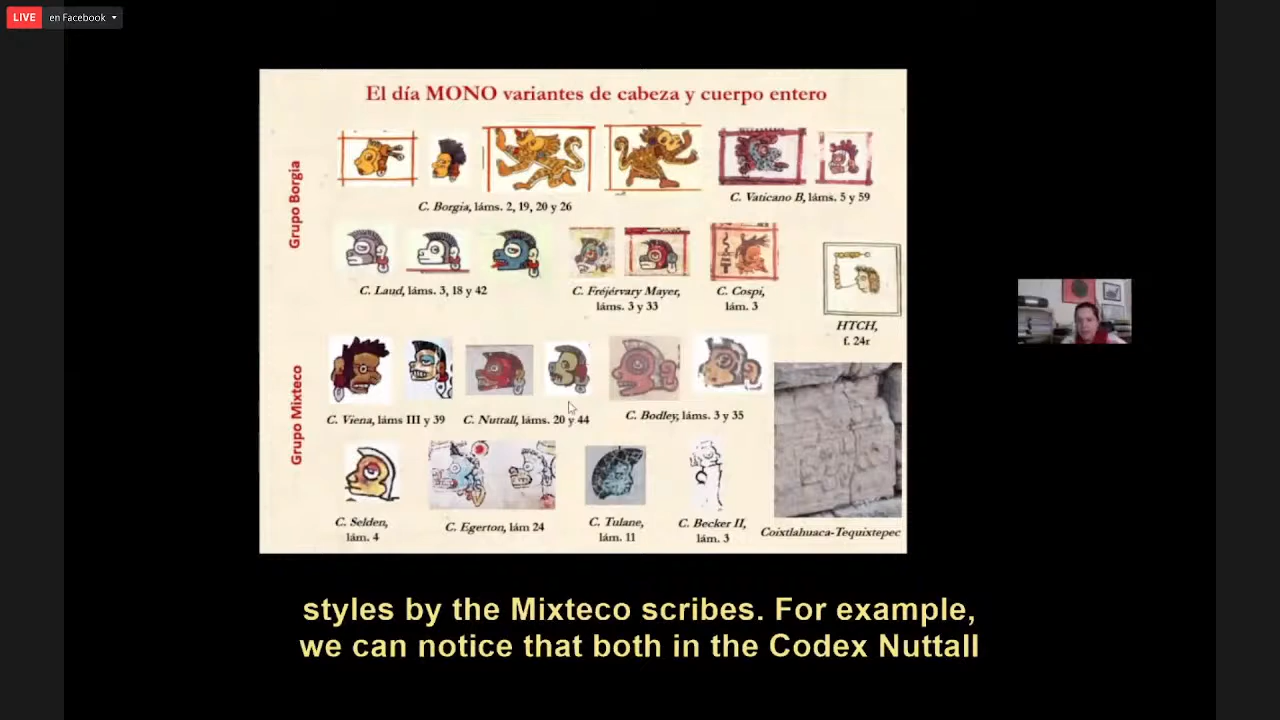 LIVE en Facebook
El día MONO variantes de cabeza y cuerpo entero
Grupo Borgia
C. Borgia, láms. 2, 19, 20 y 26
C. Vaticano B, láms. 5 y 59
C. Laud, láms. 3, 18 y 42
C. Fréjérvary Mayer,
láms. 3 y 33
C. Cospi,
lám. 3
HTCH,
f. 24r
Grupo Mixteco
C. Viena, láms III y 39
C. Nuttall, láms. 20 y 44
C. Bodley, láms. 3 y 35
C. Selden,
lám. 4
C. Egerton, lám 24
C. Tulane,
lám. 11
C. Becker II,
lám. 3
Coixtlahuaca-Tequixtepec
styles by the Mixteco scribes. For example,
we can notice that both in the Codex Nuttall